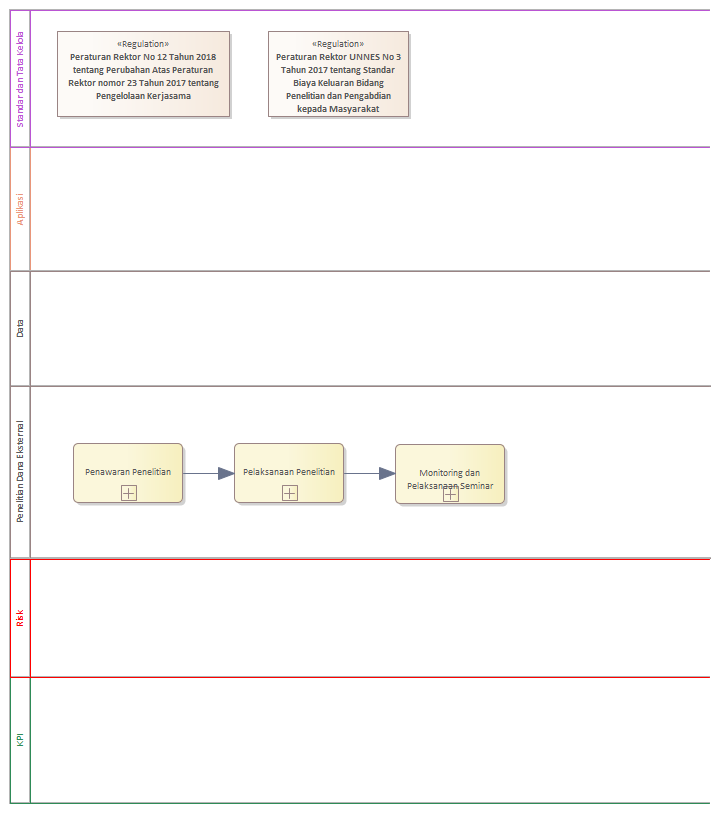 Standar dan Tata Kelola
«Regulation»
Peraturan Rektor No 12 Tahun 2018
tentang Perubahan Atas Peraturan
Rektor nomor 23 Tahun 2017 tentang
Pengelolaan Kerjasama
«Regulation»
Peraturan Rektor UNNES No 3
Tahun 2017 tentang Standar
Biaya Keluaran Bidang
Penelitian dan Pengabdian
kepada Masyarakat
Aplikasi
Data
Penelitian Dana Eksternal
Penawaran Penelitian
Pelaksanaan Penelitian
Monitoring dan
Pelaksanaan Seminar
Risk
KPI